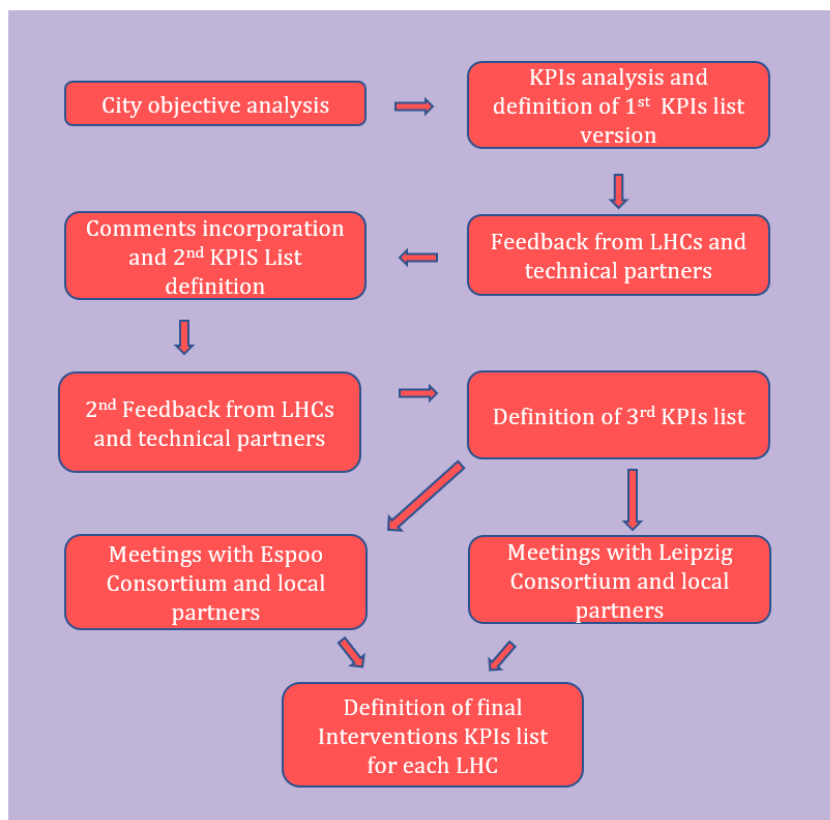 City objective analysis
KPIs analysis and
definition of 1st KPIs list
version
Feedback from LHCs and
technical partners
Comments incorporation
and 2nd KPIS List
definition
2nd Feedback from LHCs
and technical partners
Definition of 3rd KPIs list
Meetings with Espoo
Consortium and local
partners
Meetings with Leipzig
Consortium and local
partners
Definition of final
Interventions KPIs list
for each LHC